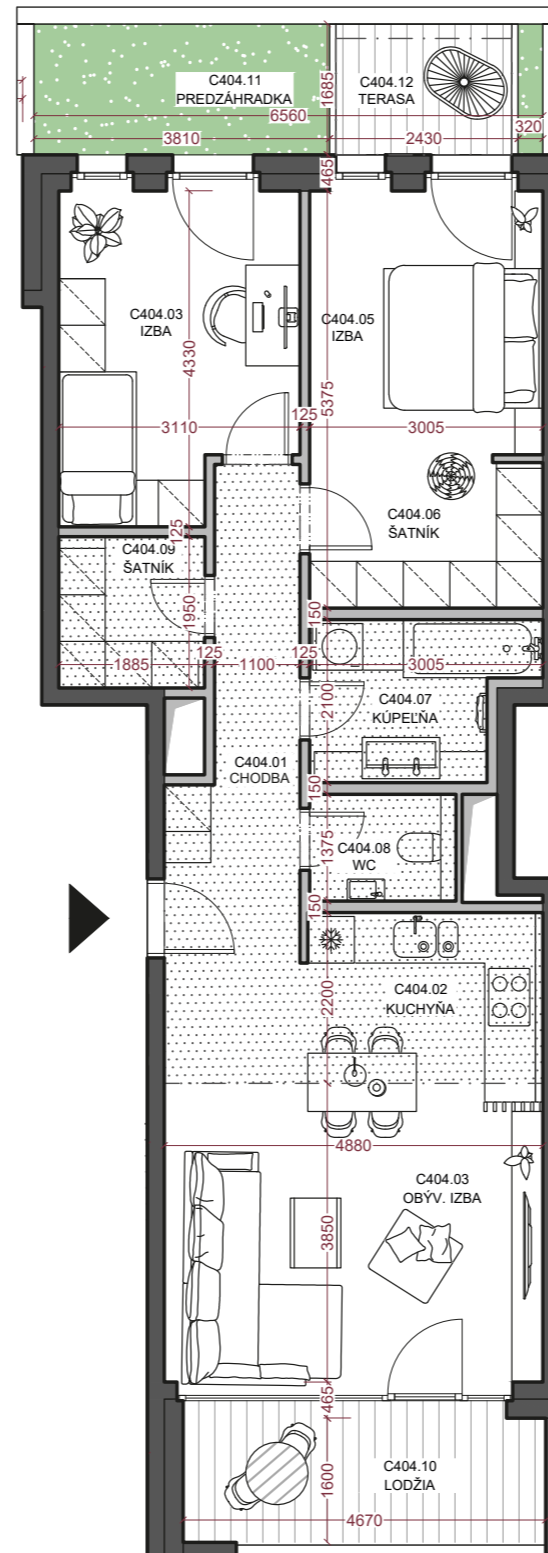 C404.11
PREDZÁHRADKA
1685
C404.12
TERASA
6560
3810
2430
320
465
C404.03
IZBA
4330
C404.05
IZBA
5375
3110
125
3005
C404.06
ŠATNÍK
125
C404.09
ŠATNÍK
1950
150
1885
125
1100
125
3005
2100
C404.07
KÚPEĽŇA
C404.01
CHODBA
150
1375
C404.08
WC
150
2200
C404.02
KUCHYŇA
4880
C404.03
OBÝV. IZBA
3850
465
C404.10
LODŽIA
1600
4670